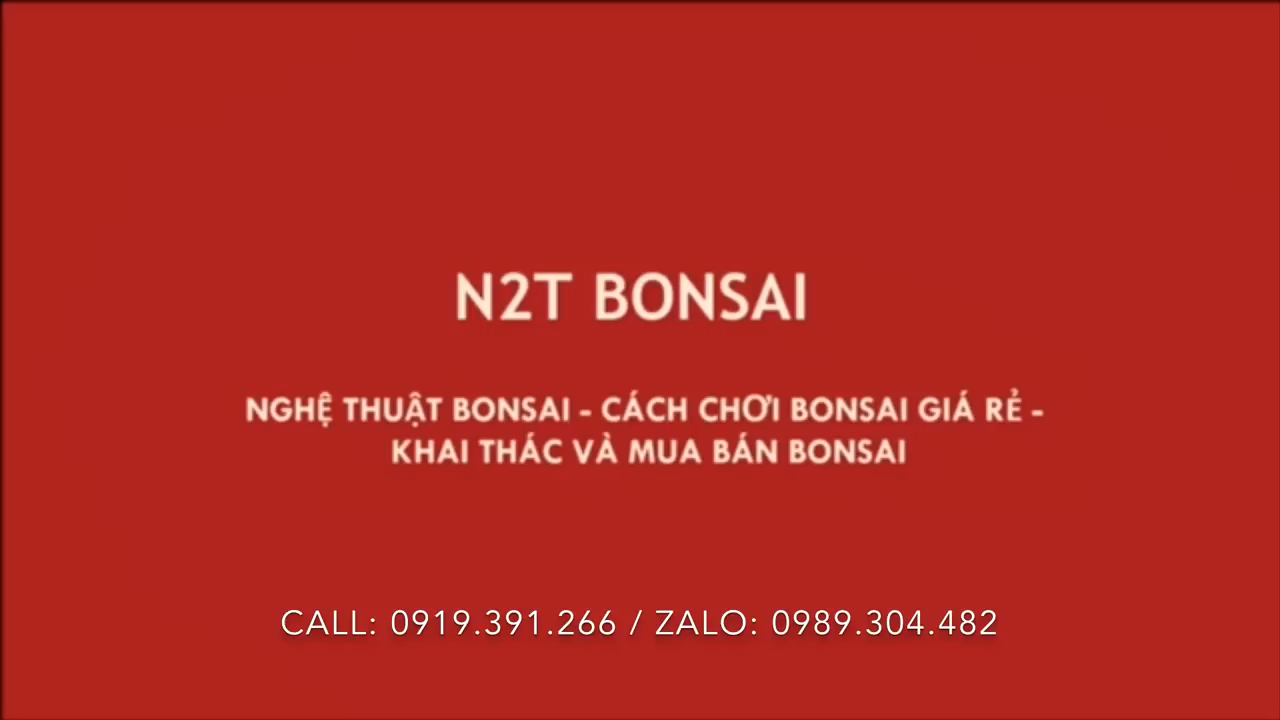 N2T BONSAI
NGHỆ THUẬT BONSAI - CÁCH CHƠI BONSAI GIÁ RẺ -
KHAI THÁC VÀ MUA BÁN BONSAI
CALL: 0919.391.266 / ZALO: 0989.304.482